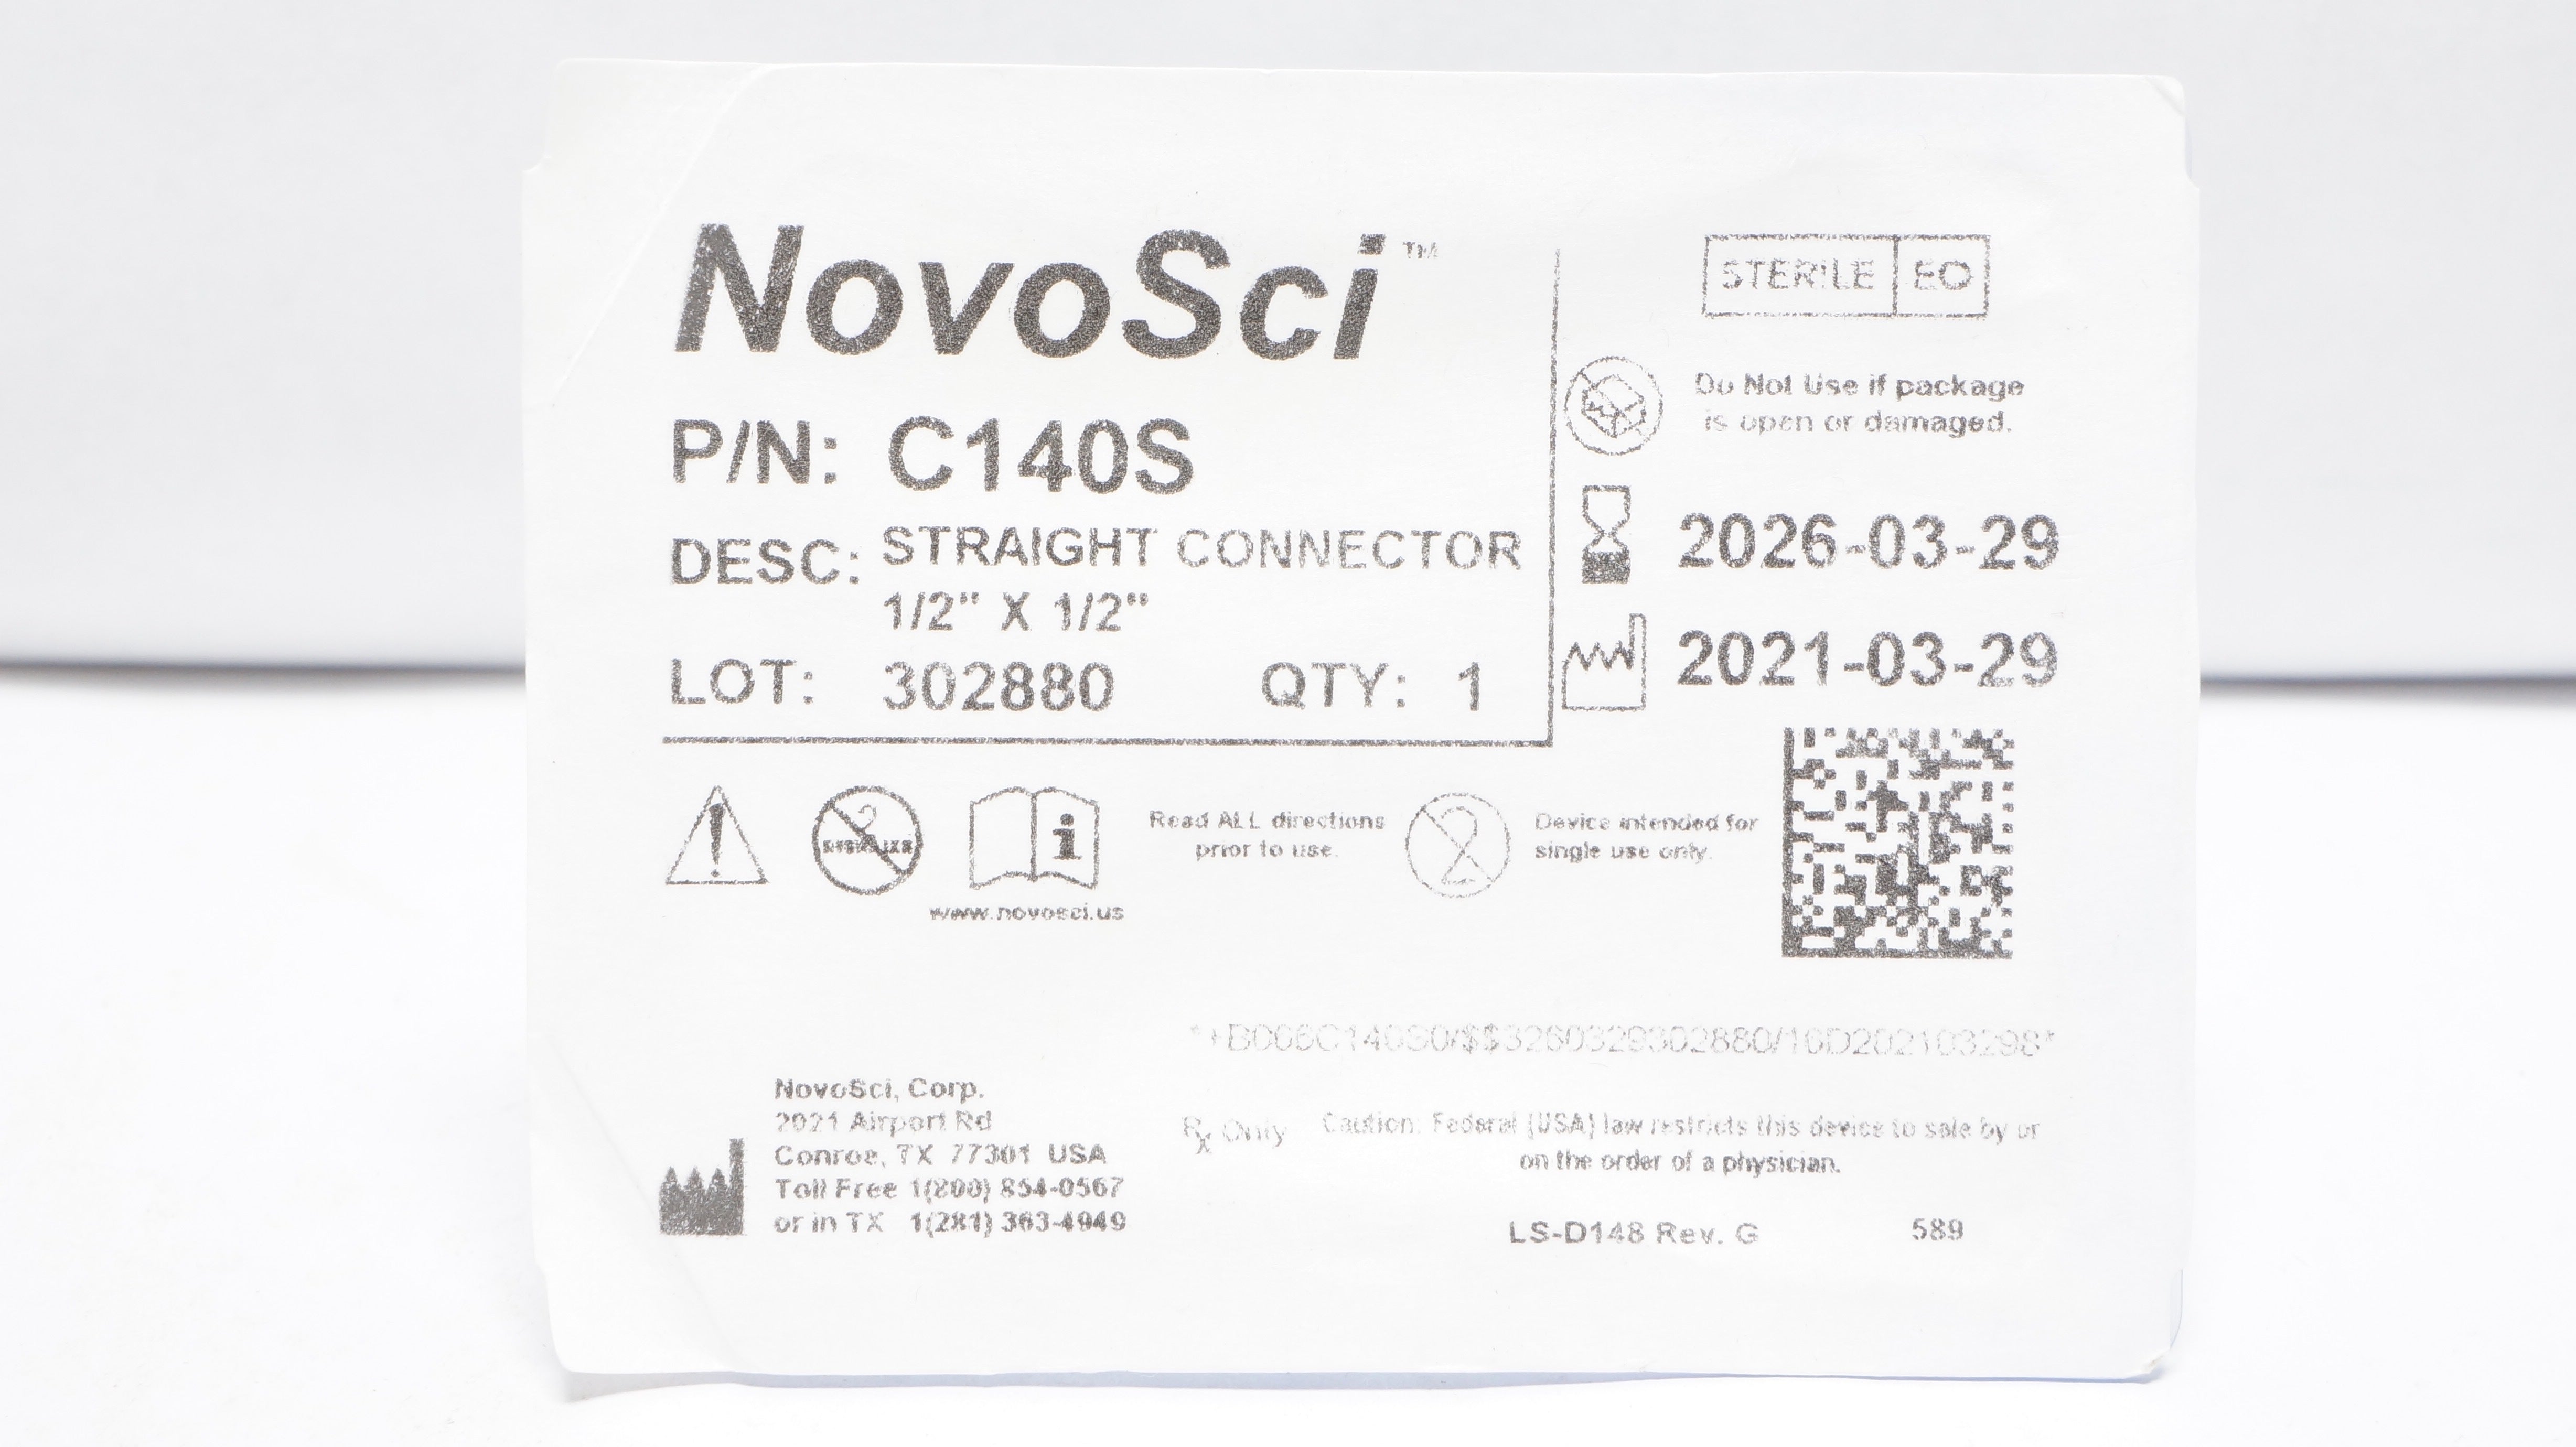 NovoSci™
P/N: C140S
DESC: STRAIGHT CONNECTOR
1/2" X 1/2"
LOT: 302880 QTY: 1
STERILE EO
Do Not Use if package
is open or damaged.
2026-03-29
2021-03-29
Read ALL directions
prior to use.
2
Device intended for
single use only.
www.novosci.us
*+B066C140S0/$$3260329302880/16D202103298*
NovoSci, Corp.
2021 Airport Rd
Conroe, TX 77301 USA
Toll Free 1(800) 854-0567
or in TX 1(281) 363-4949
Rx Only
Caution: Federal (USA) law restricts this device to sale by or
on the order of a physician.
LS-D148 Rev. G 589